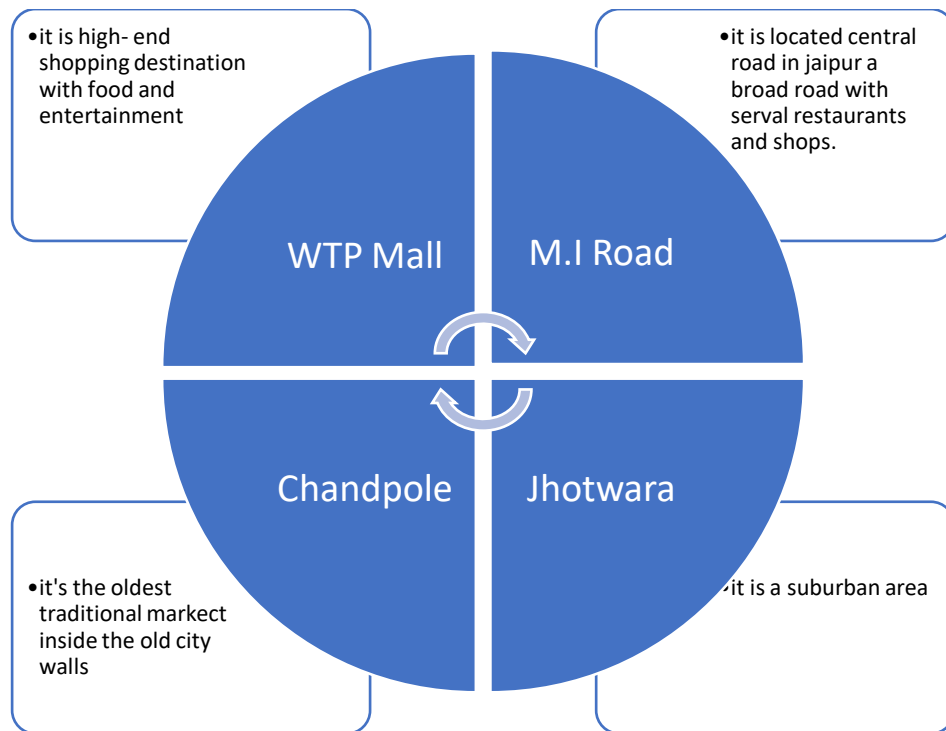 •it is high- end
shopping destination
with food and
entertainment
•it is located central
road in jaipur a
broad road with
serval restaurants
and shops.
WTP Mall
M.I Road
Chandpole
Jhotwara
•it's the oldest
traditional markect
inside the old city
walls
•it is a suburban area